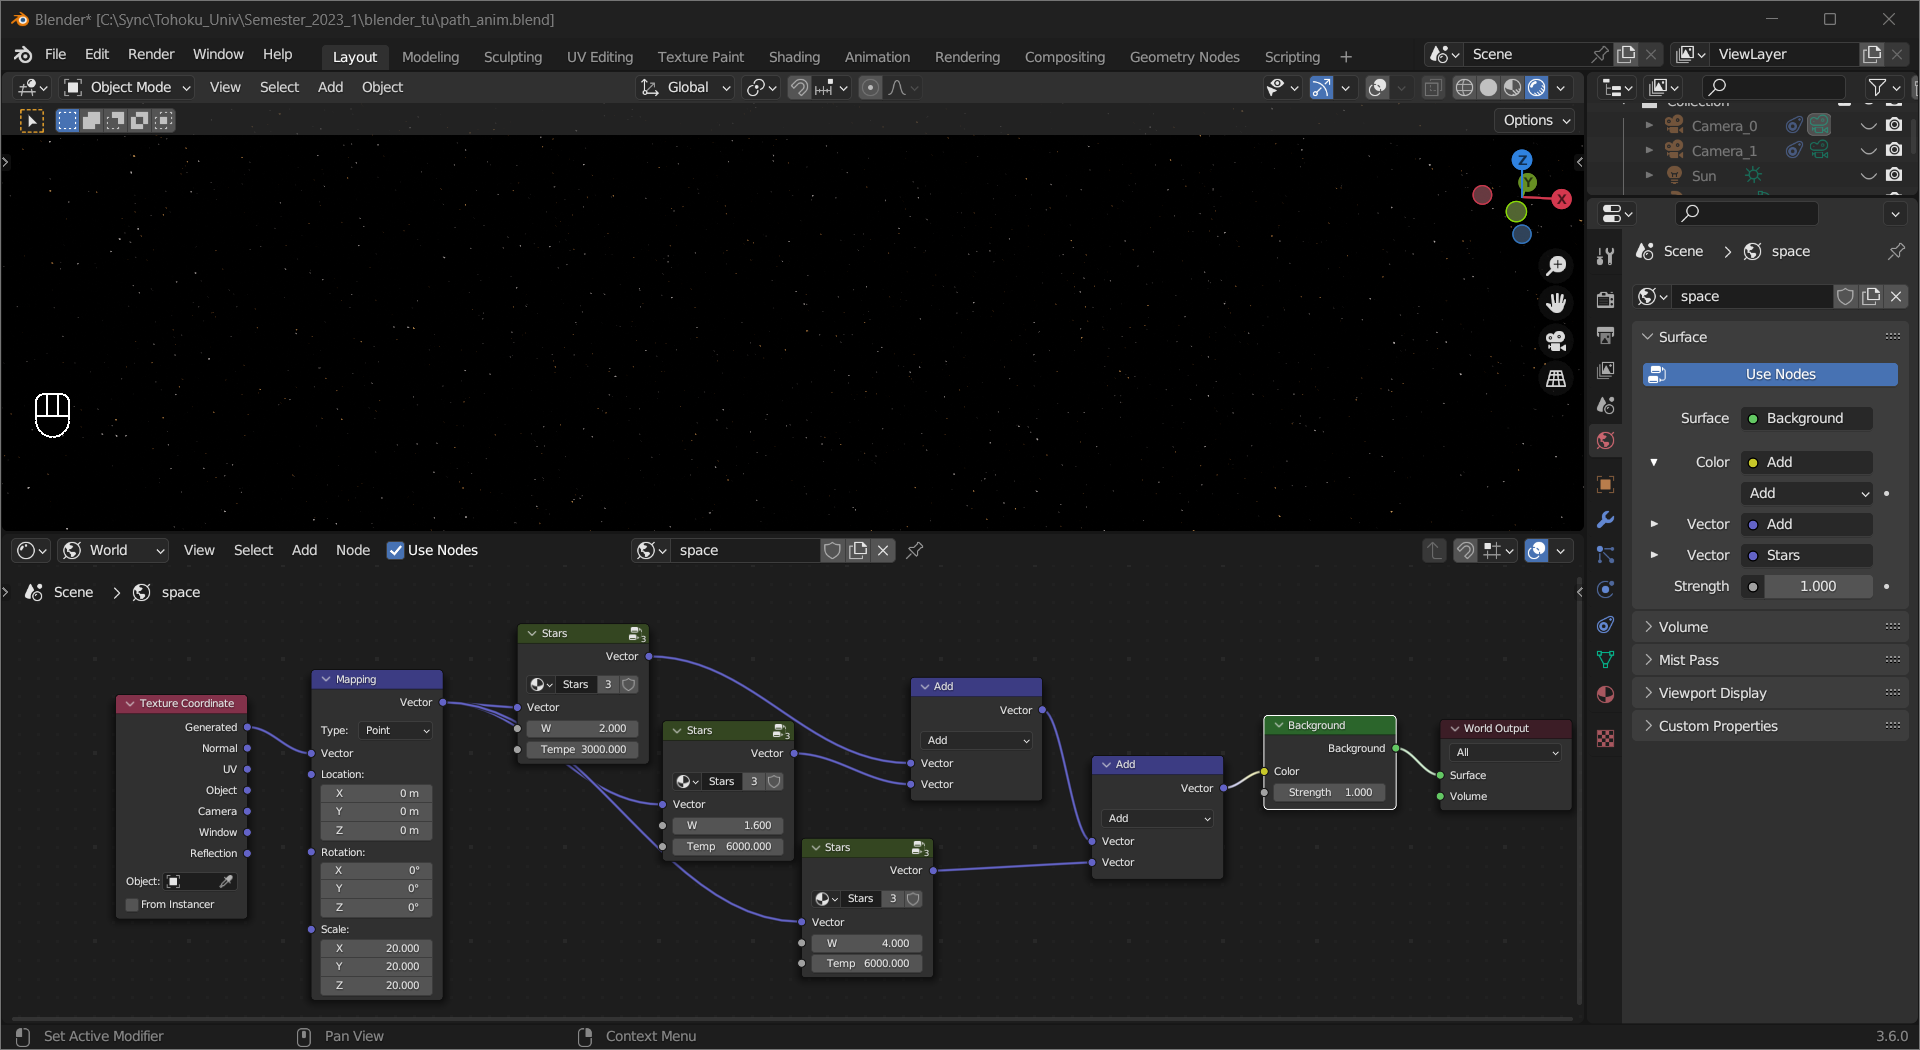 Blender* [C:\Sync\Tohoku_Univ\Semester_2023_1\blender_tu\path_anim.blend]
File Edit Render Window Help Layout Modeling Sculpting UV Editing Texture Paint Shading Animation Rendering Compositing Geometry Nodes Scripting + Scene ViewLayer
Object Mode View Select Add Object Global
Options
Collection
Camera_0
Camera_1
Sun
Z
Y
X
Scene > space
space
Surface
Use Nodes
Surface Background
Color Add
Add
Vector Add
Vector Stars
Strength 1.000
Volume
Mist Pass
Viewport Display
Custom Properties
World View Select Add Node Use Nodes space
Scene > space
Texture Coordinate
Generated
Normal
UV
Object
Camera
Window
Reflection
Object:
From Instancer
Mapping
Vector
Type: Point
Vector
Location:
X 0 m
Y 0 m
Z 0 m
Rotation:
X 0°
Y 0°
Z 0°
Scale:
X 20.000
Y 20.000
Z 20.000
Stars 3
Vector
Stars 3
Vector
W 2.000
Tempe 3000.000
Stars 3
Vector
Stars 3
Vector
W 1.600
Temp 6000.000
Stars 3
Vector
Stars 3
Vector
W 4.000
Temp 6000.000
Add
Vector
Add
Vector
Vector
Add
Vector
Add
Vector
Vector
Background
Background
Color
Strength 1.000
World Output
All
Surface
Volume
Set Active Modifier Pan View Context Menu 3.6.0